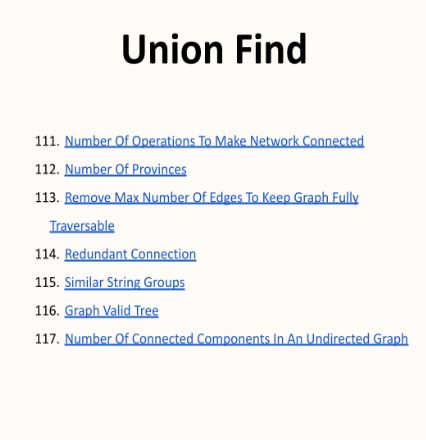 Union Find
111. Number Of Operations To Make Network Connected
112. Number Of Provinces
113. Remove Max Number Of Edges To Keep Graph Fully
Traversable
114. Redundant Connection
115. Similar String Groups
116. Graph Valid Tree
117. Number Of Connected Components In An Undirected Graph